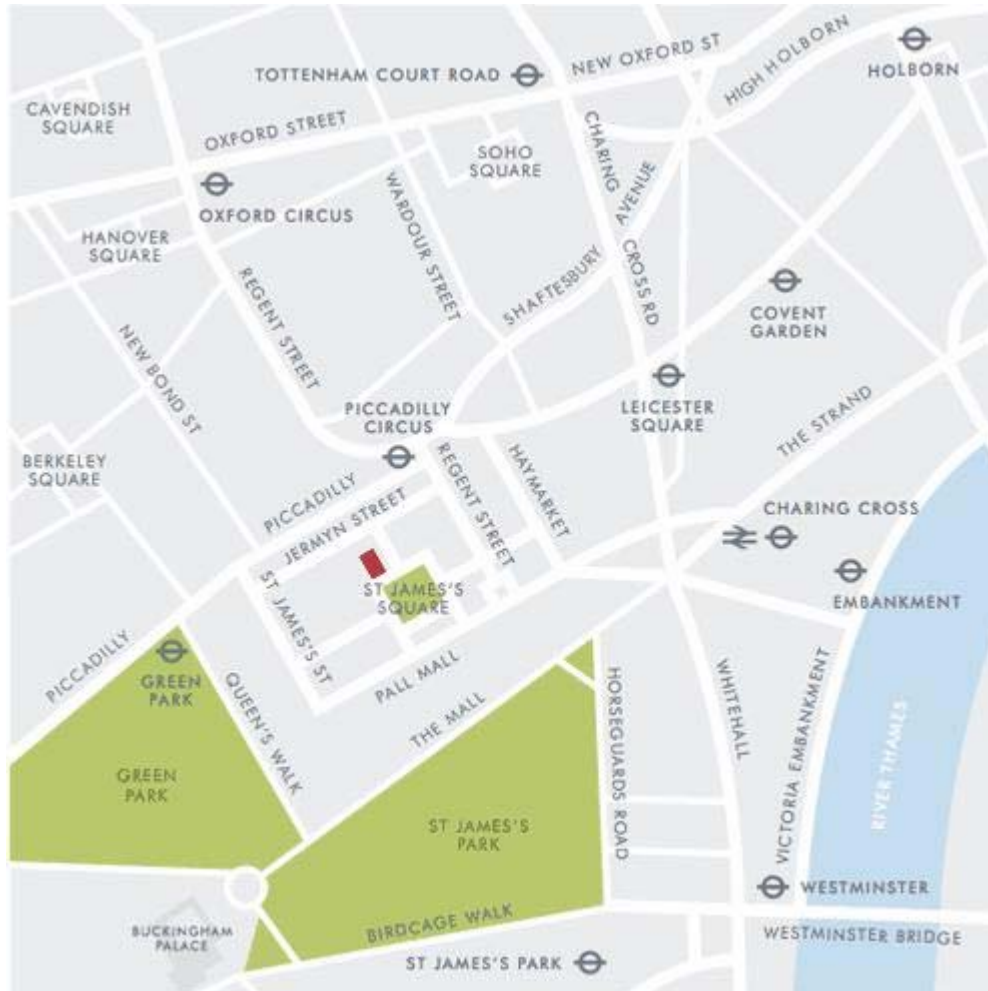 NEW OXFORD ST
HIGH HOLBORN
HOLBORN
TOTTENHAM COURT ROAD
CAVENDISH
SQUARE
OXFORD STREET
SOHO
SQUARE
CHARING
CROSS RD
OXFORD CIRCUS
HANOVER
SQUARE
WARDOUR STREET
SHAFTESBURY
AVENUE
REGENT STREET
COVENT
GARDEN
NEW BOND ST
LEICESTER
SQUARE
PICCADILLY
CIRCUS
THE STRAND
BERKELEY
SQUARE
PICCADILLY
JERMYN STREET
REGENT STREET
HAYMARKET
CHARING CROSS
EMBANKMENT
ST JAMES'S
SQUARE
ST JAMES'S ST
PICCADILLY
GREEN
PARK
QUEEN'S WALK
PALL MALL
THE MALL
HORSEGUARDS ROAD
WHITEHALL
VICTORIA EMBANKMENT
RIVER THAMES
GREEN
PARK
ST JAMES'S
PARK
BUCKINGHAM
PALACE
BIRDCAGE WALK
WESTMINSTER
WESTMINSTER BRIDGE
ST JAMES'S PARK